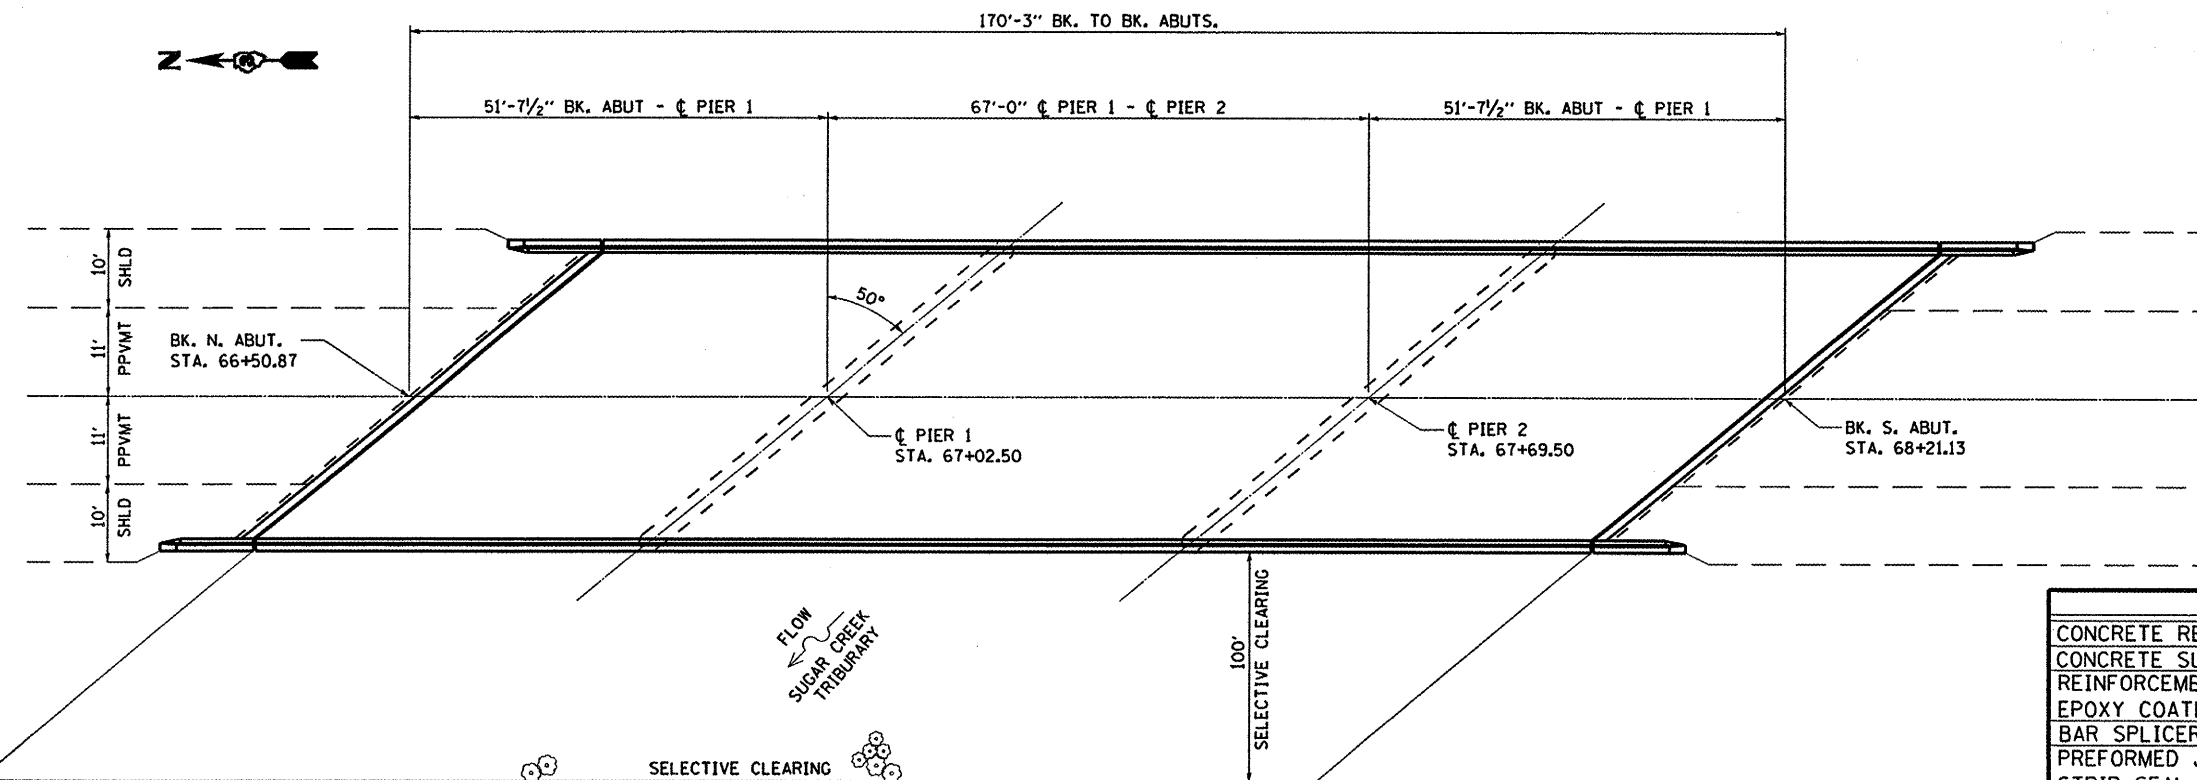 170'-3" BK. TO BK. ABUTS.
N
51'-7½" BK. ABUT - ℄ PIER 1
67'-0" ℄ PIER 1 - ℄ PIER 2
51'-7½" BK. ABUT - ℄ PIER 1
10'
SHLD
11'
PPVMT
11'
PPVMT
10'
SHLD
50°
BK. N. ABUT.
STA. 66+50.87
℄ PIER 1
STA. 67+02.50
℄ PIER 2
STA. 67+69.50
BK. S. ABUT.
STA. 68+21.13
FLOW
SUGAR CREEK
TRIBURARY
100'
SELECTIVE CLEARING
SELECTIVE CLEARING
CONCRETE RE
CONCRETE SU
REINFORCEME
EPOXY COATI
BAR SPLICER
PREFORMED J
STRIP SEAL